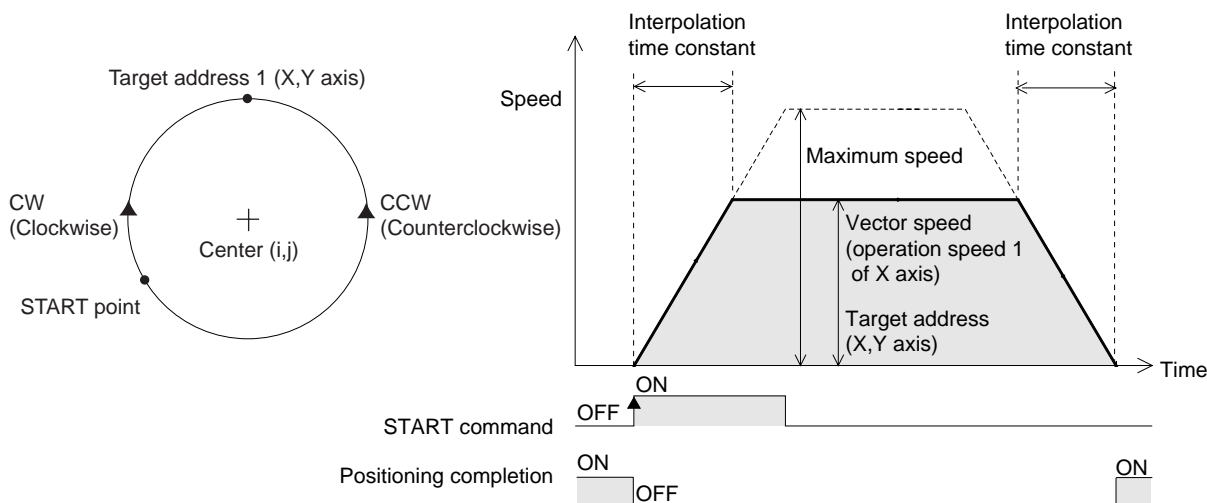 Target address 1 (X,Y axis)
CW
(Clockwise)
CCW
(Counterclockwise)
Center (i,j)
START point
Interpolation
time constant
Interpolation
time constant
Speed
Maximum speed
Vector speed
(operation speed 1
of X axis)
Target address
(X,Y axis)
Time
ON
OFF
START command
ON
Positioning completion
OFF
ON